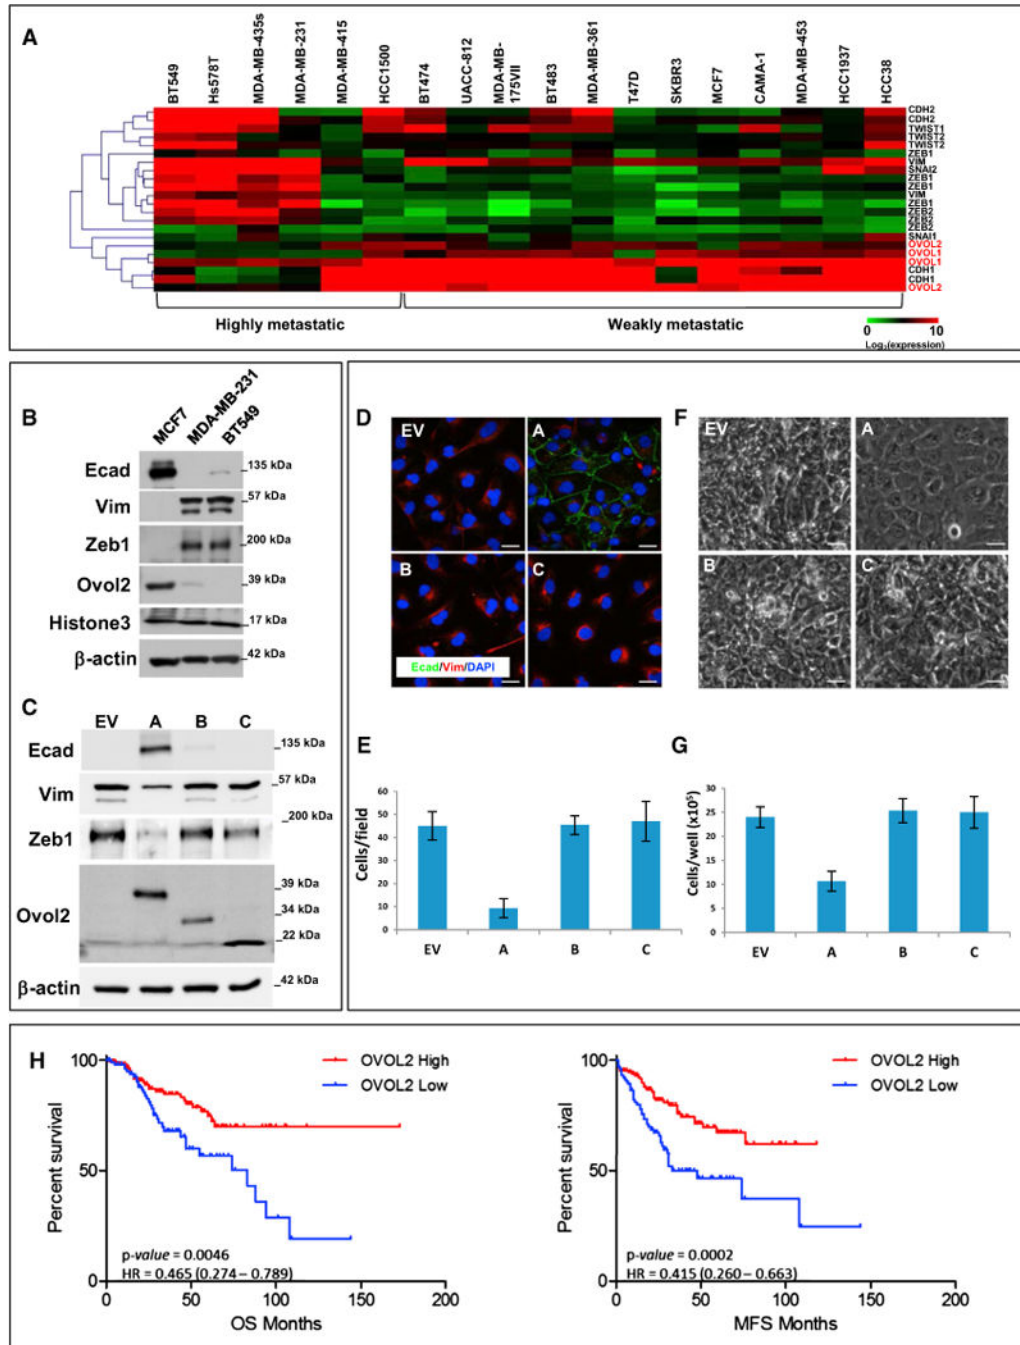 A
BT549
Hs578T
MDA-MB-435s
MDA-MB-231
MDA-MB-415
HCC1500
BT474
UACC-812
MDA-MB-
175VII
BT483
MDA-MB-361
T47D
SKBR3
MCF7
CAMA-1
MDA-MB-453
HCC1937
HCC38
CDH2
CDH2
TWIST1
TWIST2
TWIST2
ZEB1
VIM
SNAI2
ZEB1
ZEB1
VIM
ZEB1
ZEB2
ZEB2
ZEB2
SNAI1
OVOL2
OVOL1
OVOL1
CDH1
CDH1
OVOL2
Highly metastatic
Weakly metastatic
0 10
Log2(expression)
B
MCF7
MDA-MB-231
BT549
Ecad
135 kDa
Vim
57 kDa
Zeb1
200 kDa
Ovol2
39 kDa
Histone3
17 kDa
β-actin
42 kDa
C
EV A B C
Ecad
135 kDa
Vim
57 kDa
200 kDa
Zeb1
Ovol2
39 kDa
34 kDa
22 kDa
β-actin
42 kDa
D
EV A
B C
Ecad/Vim/DAPI
F
EV A
B C
E
Cells/field
60
50
40
30
20
10
0
EV A B C
G
Cells/well (x10⁵)
30
25
20
15
10
5
0
EV A B C
H
Percent survival
100
50
0
OVOL2 High
OVOL2 Low
p-value = 0.0046
HR = 0.465 (0.274 – 0.789)
0 50 100 150 200
OS Months
Percent survival
100
50
0
OVOL2 High
OVOL2 Low
p-value = 0.0002
HR = 0.415 (0.260 – 0.663)
0 50 100 150 200
MFS Months